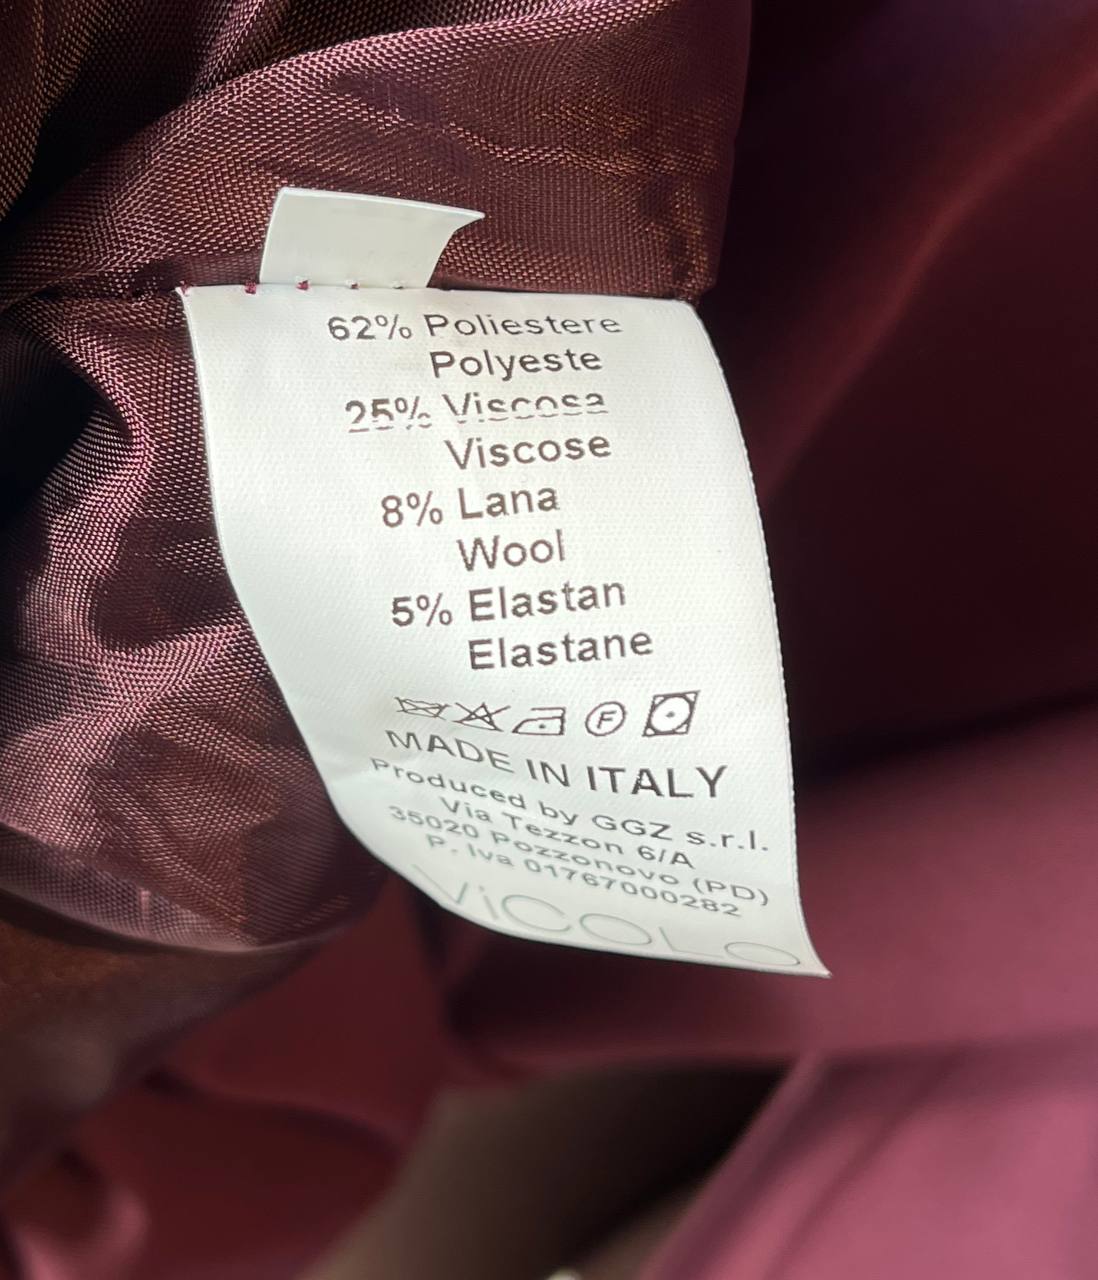 62% Poliestere
Polyeste
25% Viscosa
Viscose
8% Lana
Wool
5% Elastan
Elastane
F
MADE IN ITALY
Produced by GGZ s.r.l.
Via Tezzon 6/A
35020 Pozzonovo (PD)
P. Iva 01767000282
ViCOLO